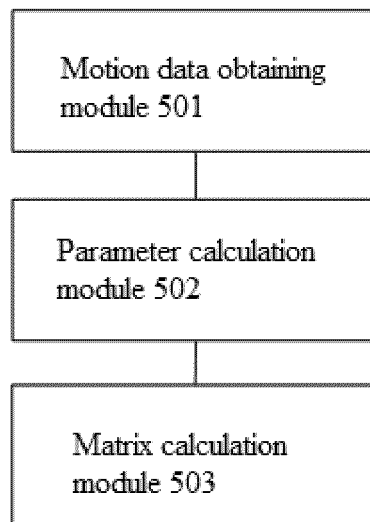 Motion data obtaining
module 501
Parameter calculation
module 502
Matrix calculation
module 503